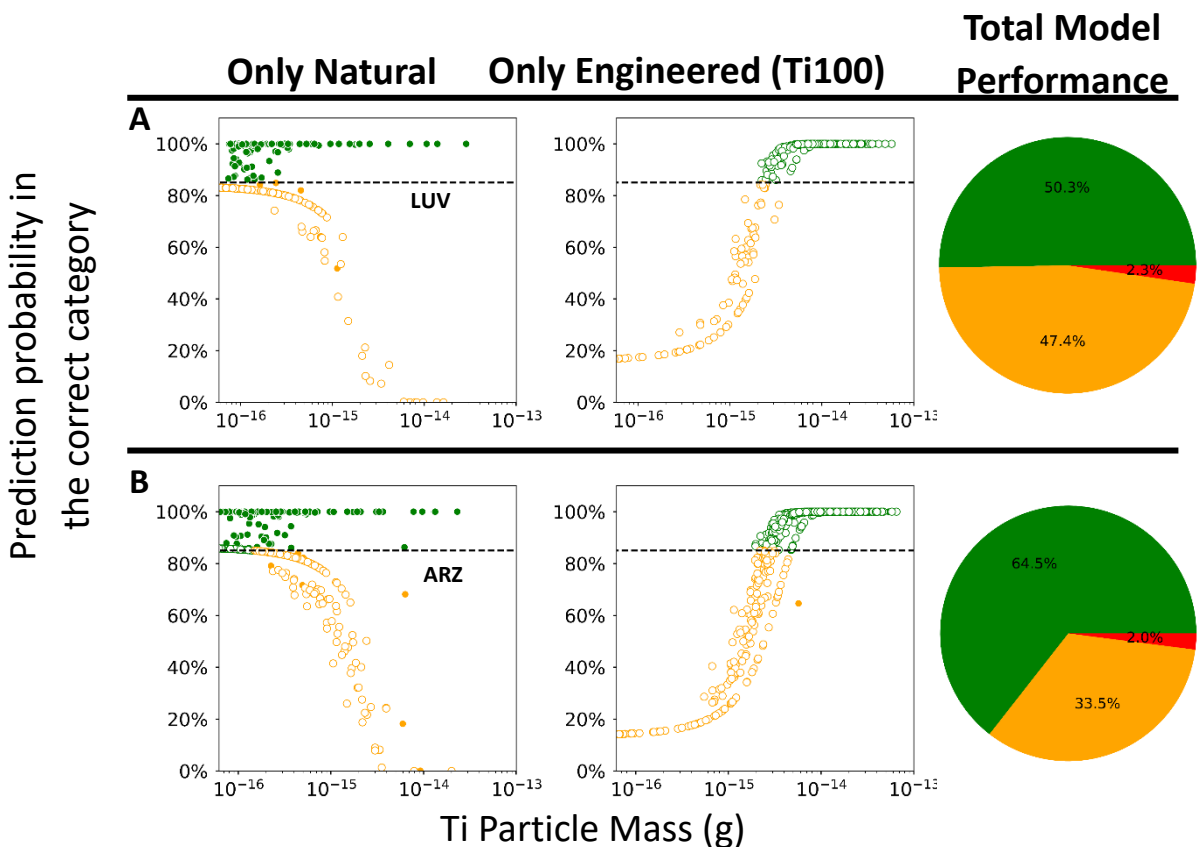 Total Model
Only Natural Only Engineered (Ti100) Performance
Prediction probability in
the correct category
A
100%
80%
60%
40%
20%
0%
LUV
10⁻¹⁶ 10⁻¹⁵ 10⁻¹⁴ 10⁻¹³
100%
80%
60%
40%
20%
0%
10⁻¹⁶ 10⁻¹⁵ 10⁻¹⁴ 10⁻¹³
50.3%
2.3%
47.4%
B
100%
80%
60%
40%
20%
0%
ARZ
10⁻¹⁶ 10⁻¹⁵ 10⁻¹⁴ 10⁻¹³
100%
80%
60%
40%
20%
0%
10⁻¹⁶ 10⁻¹⁵ 10⁻¹⁴ 10⁻¹³
64.5%
2.0%
33.5%
Ti Particle Mass (g)